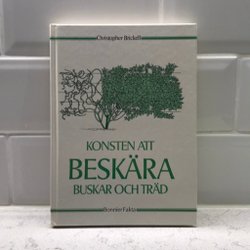 Christopher Brickell
KONSTEN ATT
BESKÄRA
BUSKAR OCH TRÄD
Bonnier Fakta